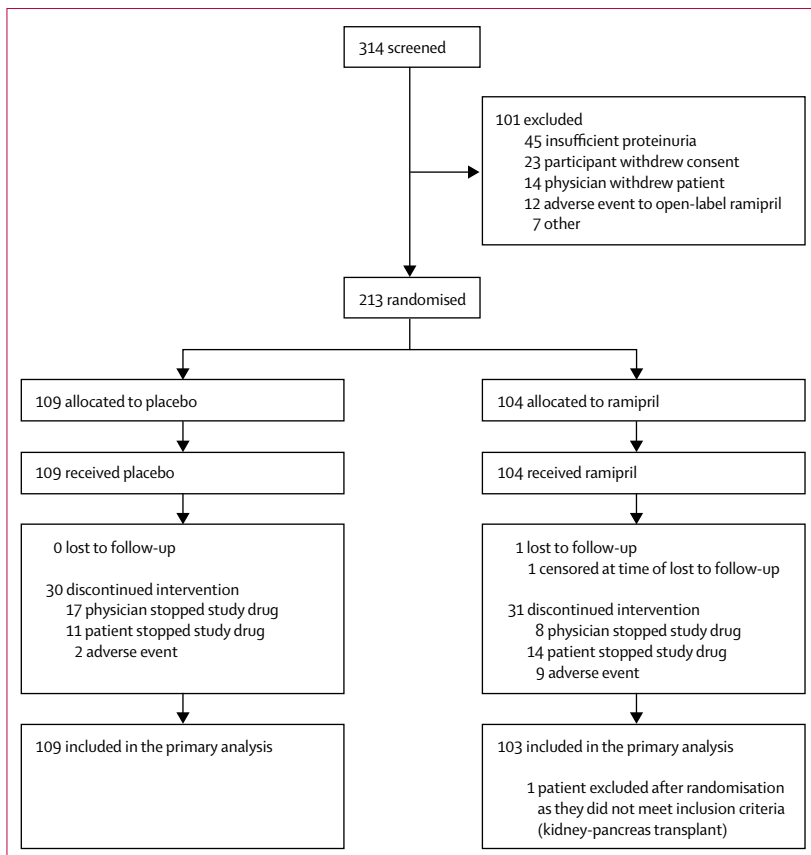 314 screened
101 excluded
45 insufficient proteinuria
23 participant withdrew consent
14 physician withdrew patient
12 adverse event to open-label ramipril
7 other
213 randomised
109 allocated to placebo
104 allocated to ramipril
109 received placebo
104 received ramipril
0 lost to follow-up
30 discontinued intervention
17 physician stopped study drug
11 patient stopped study drug
2 adverse event
1 lost to follow-up
1 censored at time of lost to follow-up
31 discontinued intervention
8 physician stopped study drug
14 patient stopped study drug
9 adverse event
109 included in the primary analysis
103 included in the primary analysis
1 patient excluded after randomisation
as they did not meet inclusion criteria
(kidney-pancreas transplant)